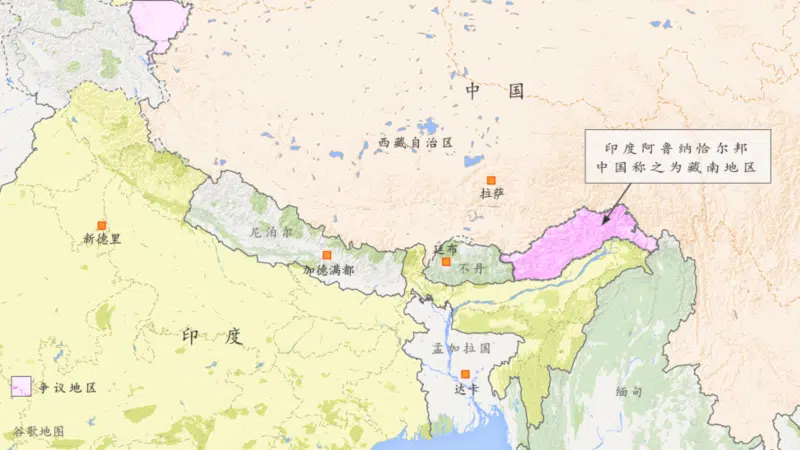 中国
西藏自治区
印度阿鲁纳恰尔邦
中国称之为藏南地区
拉萨
尼泊尔
新德里
廷布
不丹
加德满都
印度
孟加拉国
达卡
争议地区
缅甸
谷歌地图